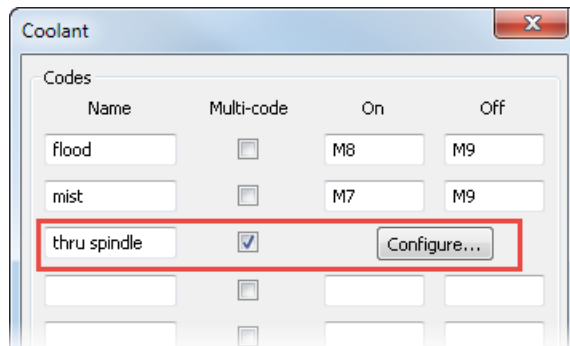 Coolant
Codes
Name Multi-code On Off
flood M8 M9
mist M7 M9
thru spindle Configure...